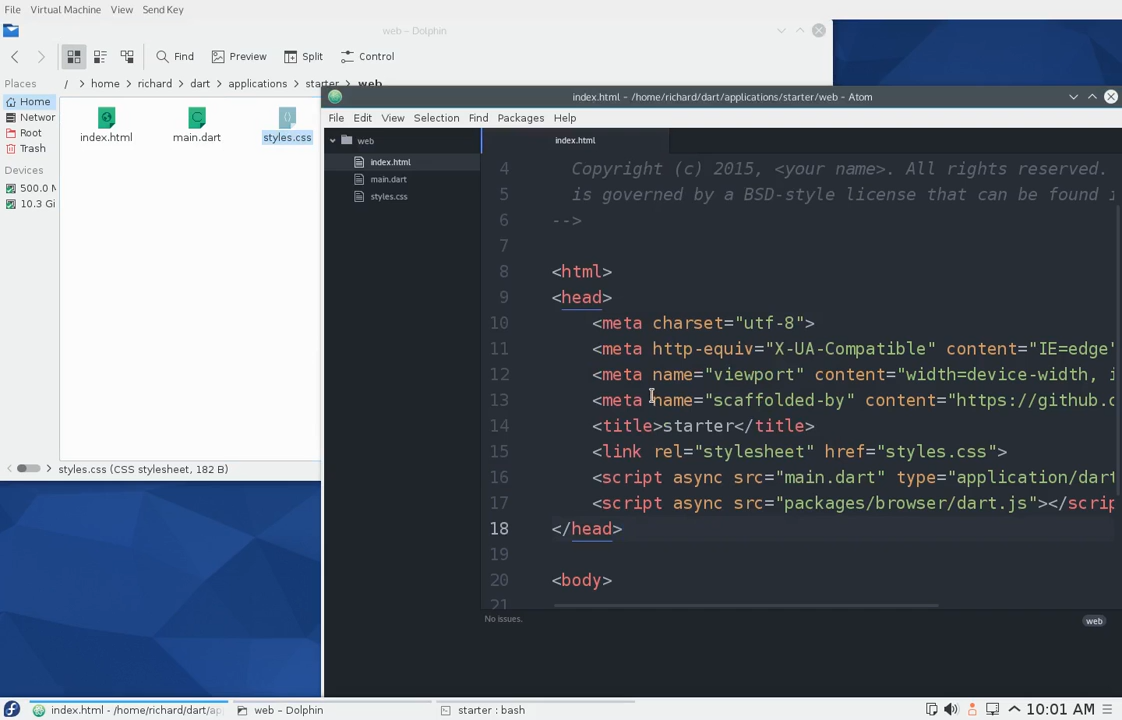 File Virtual Machine View Send Key
web – Dolphin
Find Preview Split Control
Places
/ > home > richard > dart > applications > starter > web
Home
Networ
Root
Trash
Devices
500.0 M
10.3 Gi
index.html main.dart styles.css
styles.css (CSS stylesheet, 182 B)
index.html - /home/richard/dart/applications/starter/web - Atom
File Edit View Selection Find Packages Help
web
index.html
main.dart
styles.css
index.html
4 Copyright (c) 2015, <your name>. All rights reserved.
5 is governed by a BSD-style license that can be found i
6 -->
7
8 <html>
9 <head>
10 <meta charset="utf-8">
11 <meta http-equiv="X-UA-Compatible" content="IE=edge"
12 <meta name="viewport" content="width=device-width, i
13 <meta name="scaffolded-by" content="https://github.c
14 <title>starter</title>
15 <link rel="stylesheet" href="styles.css">
16 <script async src="main.dart" type="application/dart
17 <script async src="packages/browser/dart.js"></scrip
18 </head>
19
20 <body>
21
No issues.
web
index.html - /home/richard/dart/ap
web – Dolphin
starter : bash
10:01 AM